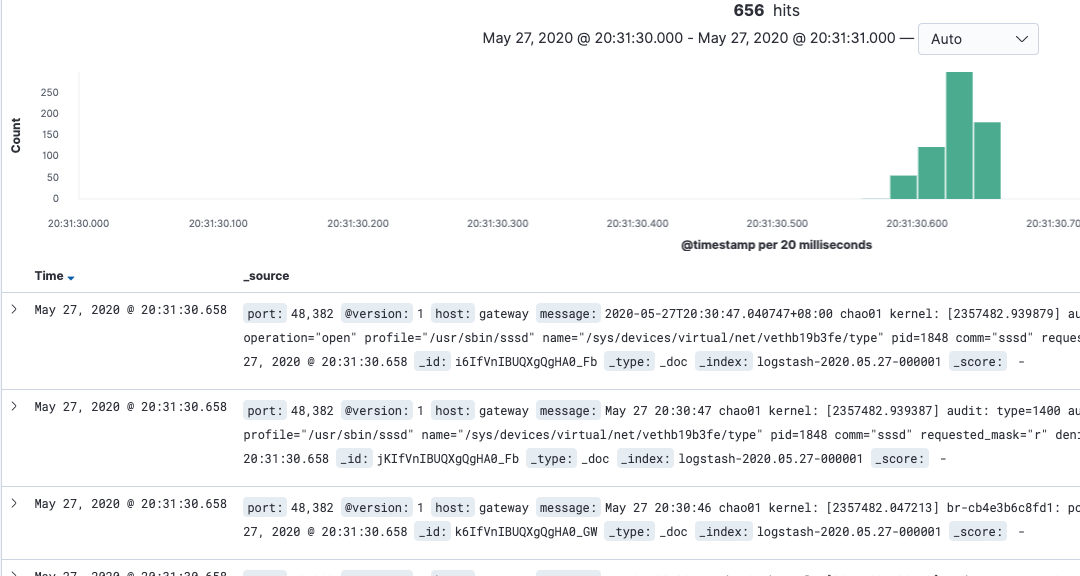 656 hits
May 27, 2020 @ 20:31:30.000 - May 27, 2020 @ 20:31:31.000 — Auto
250
200
150
100
50
0
Count
20:31:30.000 20:31:30.100 20:31:30.200 20:31:30.300 20:31:30.400 20:31:30.500 20:31:30.600 20:31:30.70
@timestamp per 20 milliseconds
Time _source
May 27, 2020 @ 20:31:30.658 port: 48,382 @version: 1 host: gateway message: 2020-05-27T20:30:47.040747+08:00 chao01 kernel: [2357482.939879] au
operation="open" profile="/usr/sbin/sssd" name="/sys/devices/virtual/net/vethb19b3fe/type" pid=1848 comm="sssd" reques
27, 2020 @ 20:31:30.658 _id: i6IfVnIBUQXgQgHA0_Fb _type: _doc _index: logstash-2020.05.27-000001 _score: -
May 27, 2020 @ 20:31:30.658 port: 48,382 @version: 1 host: gateway message: May 27 20:30:47 chao01 kernel: [2357482.939387] audit: type=1400 au
profile="/usr/sbin/sssd" name="/sys/devices/virtual/net/vethb19b3fe/type" pid=1848 comm="sssd" requested_mask="r" deni
20:31:30.658 _id: jKIfVnIBUQXgQgHA0_Fb _type: _doc _index: logstash-2020.05.27-000001 _score: -
May 27, 2020 @ 20:31:30.658 port: 48,382 @version: 1 host: gateway message: May 27 20:30:46 chao01 kernel: [2357482.047213] br-cb4e3b6c8fd1: po
27, 2020 @ 20:31:30.658 _id: k6IfVnIBUQXgQgHA0_GW _type: _doc _index: logstash-2020.05.27-000001 _score: -
May 27, 2020 @ 20:31:30.658